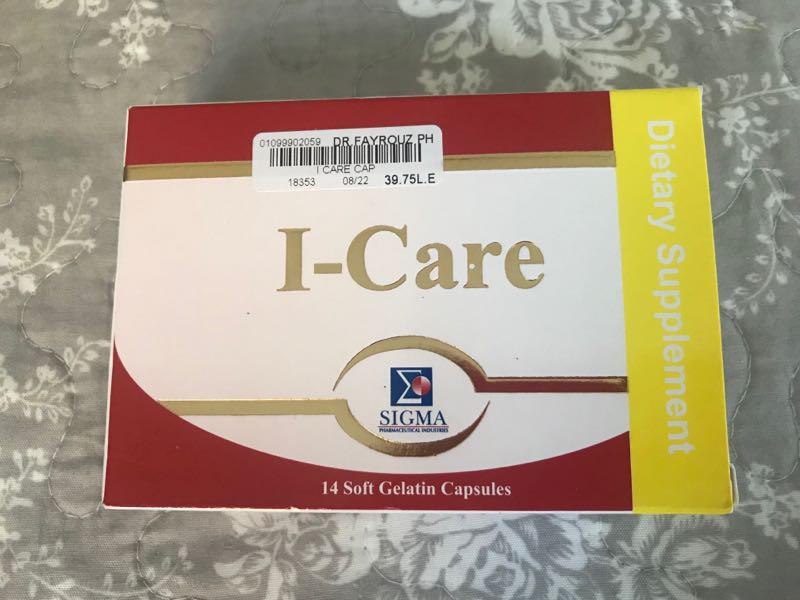 01099902059 DR.FAYROUZ PH
I CARE CAP
18353 08/22 39.75L.E
I-Care
Dietary Supplement
SIGMA
PHARMACEUTICAL INDUSTRIES
14 Soft Gelatin Capsules